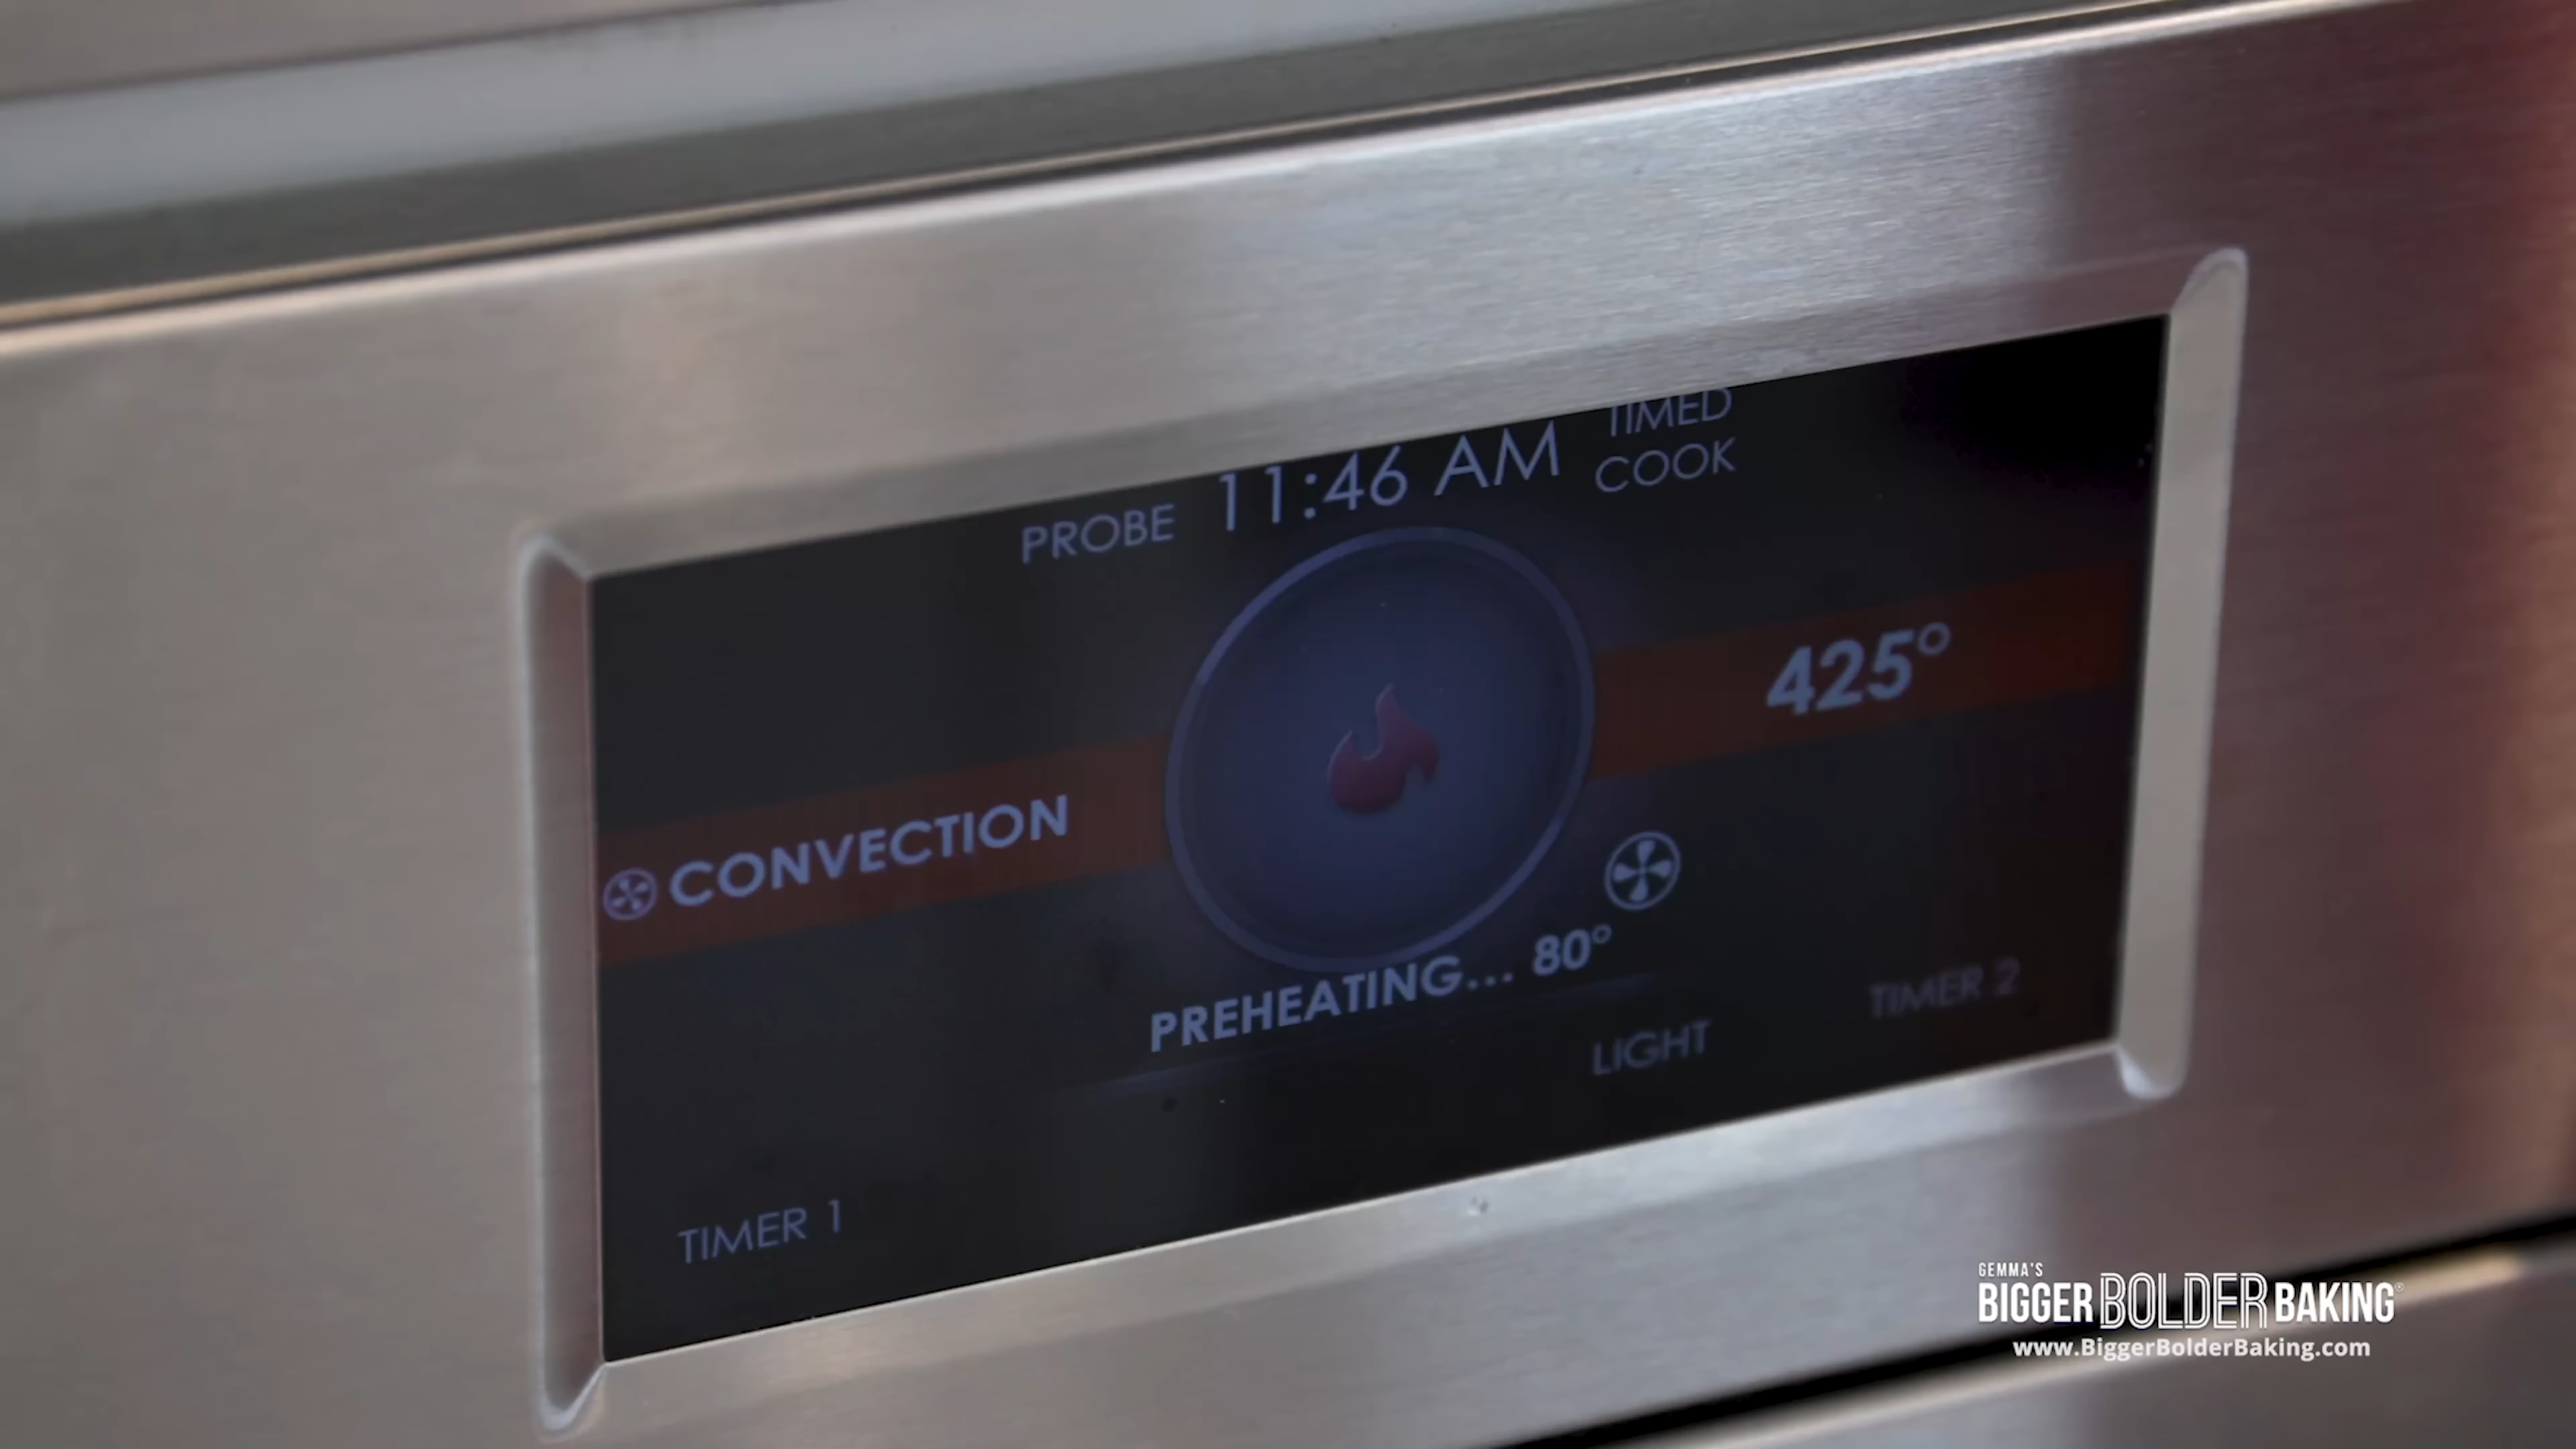 PROBE
11:46 AM
TIMED
COOK
CONVECTION
425°
PREHEATING... 80°
LIGHT
TIMER 2
TIMER 1
GEMMA'S
BIGGER BOLDER BAKING®
www.BiggerBolderBaking.com